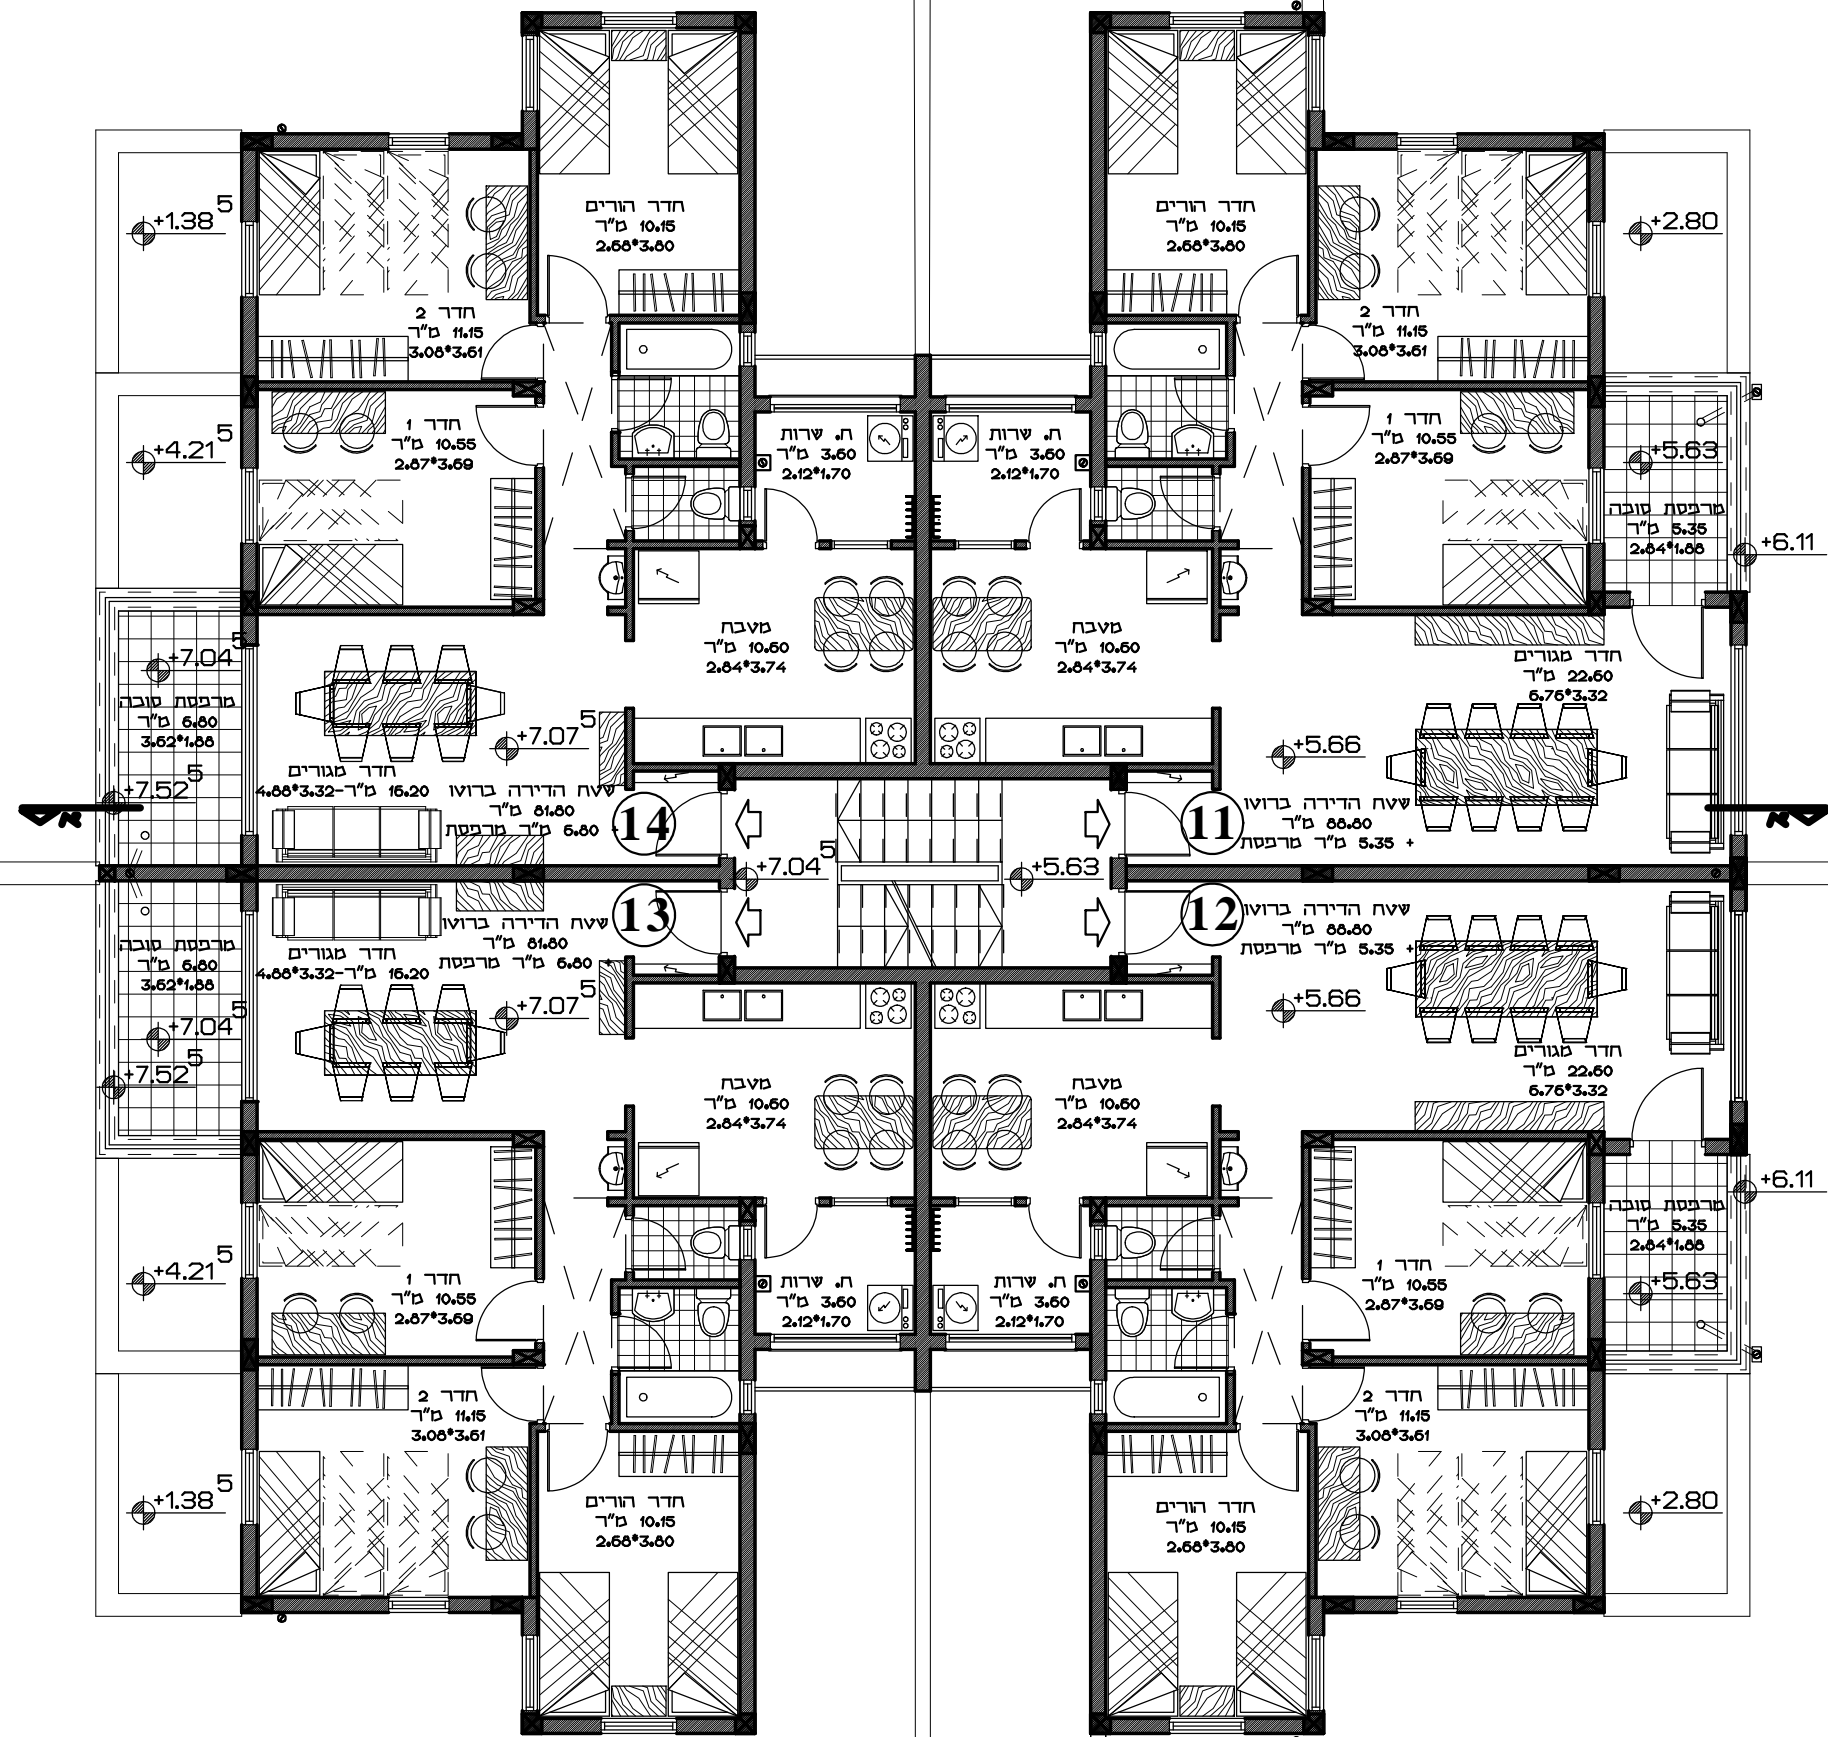 חדר הורים
10.15 מ"ר
2.68*3.80
חדר הורים
10.15 מ"ר
2.68*3.80
+1.38 5
+2.80
חדר 2
11.15 מ"ר
3.08*3.61
חדר 2
11.15 מ"ר
3.08*3.61
+4.21 5
חדר 1
10.55 מ"ר
2.87*3.69
ח. שרות
3.60 מ"ר
2.12*1.70
ח. שרות
3.60 מ"ר
2.12*1.70
חדר 1
10.55 מ"ר
2.87*3.69
+5.63
מרפסת סוכה
5.35 מ"ר
2.84*1.88
+6.11
+7.04 5
מרפסת סוכה
6.80 מ"ר
3.62*1.88
+7.52 5
מטבח
10.60 מ"ר
2.84*3.74
מטבח
10.60 מ"ר
2.84*3.74
חדר מגורים
22.60 מ"ר
6.76*3.32
+7.07 5
+5.66
חדר מגורים
16.20 מ"ר-4.88*3.32
שטח הדירה ברוטו
81.80 מ"ר
+ 6.80 מ"ר מרפסת
14
11
שטח הדירה ברוטו
88.80 מ"ר
+ 5.35 מ"ר מרפסת
א
א
+7.04 5
+5.63
13
12
שטח הדירה ברוטו
81.80 מ"ר
+ 6.80 מ"ר מרפסת
שטח הדירה ברוטו
88.80 מ"ר
+ 5.35 מ"ר מרפסת
מרפסת סוכה
6.80 מ"ר
3.62*1.88
חדר מגורים
16.20 מ"ר-4.88*3.32
+7.07 5
+5.66
+7.04 5
+7.52 5
חדר מגורים
22.60 מ"ר
6.76*3.32
מטבח
10.60 מ"ר
2.84*3.74
מטבח
10.60 מ"ר
2.84*3.74
+6.11
מרפסת סוכה
5.35 מ"ר
2.84*1.88
+5.63
+4.21 5
חדר 1
10.55 מ"ר
2.87*3.69
ח. שרות
3.60 מ"ר
2.12*1.70
ח. שרות
3.60 מ"ר
2.12*1.70
חדר 1
10.55 מ"ר
2.87*3.69
חדר 2
11.15 מ"ר
3.08*3.61
חדר 2
11.15 מ"ר
3.08*3.61
+1.38 5
+2.80
חדר הורים
10.15 מ"ר
2.68*3.80
חדר הורים
10.15 מ"ר
2.68*3.80